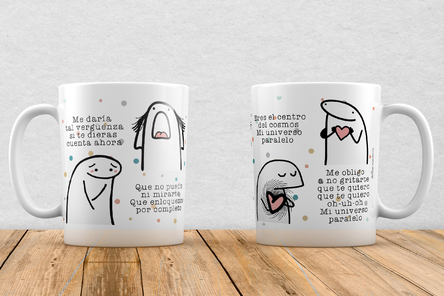 Me daría
tal vergüenza
si te dieras
cuenta ahora
Que no puedo
ni mirarte
Que enloquezco
por completo
Eres el centro
del cosmos
Mi universo
paralelo
Me obligo
a no gritarte
que te quiero
que te quiero
oh-uh-oh
Mi universo
paralelo